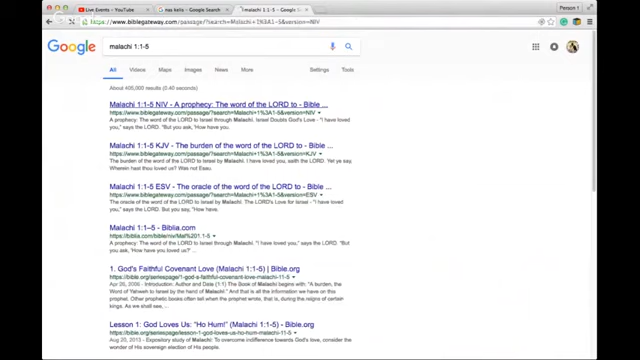 Live Events - YouTube
nas kello - Google Search
malachi 1:1-5 - Google Se
Person 1
https://www.biblegateway.com/passage/?search=Malachi+1%3A1-5&version=NIV
Google
malachi 1:1-5
All Videos Maps Images News More Settings Tools
About 405,000 results (0.40 seconds)
Malachi 1:1-5 NIV - A prophecy: The word of the LORD to - Bible ...
https://www.biblegateway.com/passage/?search=Malachi+1%3A1-5&version=NIV
A prophecy: The word of the LORD to Israel through Malachi. Israel Doubts God's Love - "I have loved
you," says the LORD. "But you ask, 'How have you.
Malachi 1:1-5 KJV - The burden of the word of the LORD to - Bible ...
https://www.biblegateway.com/passage/?search=Malachi+1%3A1-5&version=KJV
The burden of the word of the LORD to Israel by Malachi. I have loved you, saith the LORD. Yet ye say,
Wherein hast thou loved us? Was not Esau.
Malachi 1:1-5 ESV - The oracle of the word of the LORD to - Bible ...
https://www.biblegateway.com/passage/?search=Malachi+1%3A1-5&version=ESV
The oracle of the word of the LORD to Israel by Malachi. The LORD's Love for Israel - "I have loved
you," says the LORD. But you say, "How have.
Malachi 1:1–5 - Biblia.com
https://biblia.com/bible/niv/Mal%201.1-5
A prophecy: The word of the LORD to Israel through Malachi. "I have loved you," says the LORD. "But
you ask, 'How have you loved us?' ...
1. God's Faithful Covenant Love (Malachi 1:1-5) | Bible.org
https://bible.org/seriespage/1-god-s-faithful-covenant-love-malachi-11-5
Apr 26, 2006 - Introduction: Author and Date (1:1) The Book of Malachi begins with: "A burden, the
Word of Yahweh to Israel by the hand of Malachi." And that is all the information we have on this
prophet. Other prophetic books often tell when the prophet wrote, that is, during the reigns of certain
kings. As we shall see, ...
Lesson 1: God Loves Us: "Ho Hum!" (Malachi 1:1-5) - Bible.org
https://bible.org/seriespage/lesson-1-god-loves-us-ho-hum-malachi-11-5
Aug 20, 2013 - Expository study of Malachi: To overcome indifference towards God's love, consider the
wonder of his sovereign election of His people.